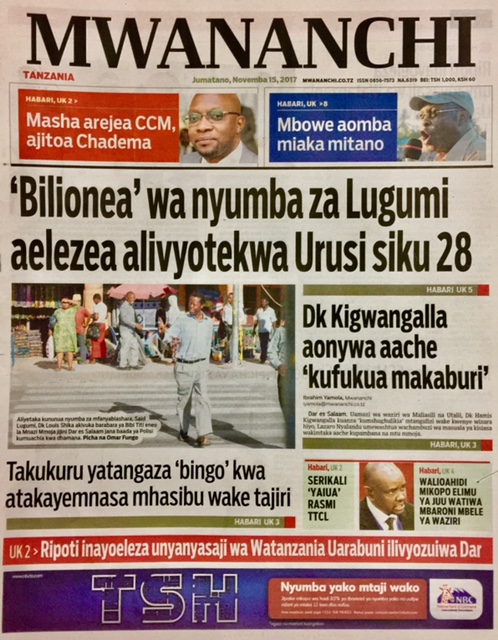 MWANANCHI
TANZANIA
Jumatano, Novemba 15, 2017
MWANANCHI.CO.TZ ISSN 0856-7573 NA.6319 BEI: TSH 1,000, KSH 60
HABARI, UK 2 >
Masha arejea CCM,
ajitoa Chadema
HABARI, UK >8
Mbowe aomba
miaka mitano
‘Bilionea’ wa nyumba za Lugumi
aelezea alivyotekwa Urusi siku 28
HABARI UK 5
Aliyetaka kununua nyumba za mfanyabiashara, Said
Lugumi, Dk Louis Shika akivuka barabara ya Bibi Titi enea
la Mnazi Mmoja jijini Dar es Salaam jana baada ya Polisi
kumuachia kwa dhamana. Picha na Omar Fungo
Dk Kigwangalla
aonywa aache
‘kufukua makaburi’
Ibrahim Yamola, Mwananchi
iyamola@mwananchi.co.tz
Dar es Salaam. Uamuzi wa waziri wa Maliasili na Utalii, Dk Hamis
Kigwangalla kuanza “kumshughulikia” mtangulizi wake kwenye wizara
hiyo, Lazaro Nyalandu umewashtua wachambuzi wa masuala ya kisiasa
wakimtaka aache kupambana na mtu mmoja.
HABARI, UK 3
Takukuru yatangaza ‘bingo’ kwa
atakayemnasa mhasibu wake tajiri
HABARI UK 3
Habari, UK 2
SERIKALI
‘YAIUA’
RASMI
TTCL
Habari, UK 4
WALIOAHIDI
MIKOPO ELIMU
YA JUU WATIWA
MBARONI MBELE
YA WAZIRI
UK 2 > Ripoti inayoeleza unyanyasaji wa Watanzania Uarabuni ilivyozuiwa Dar
TSH
Nyumba yako mtaji wako
NBC